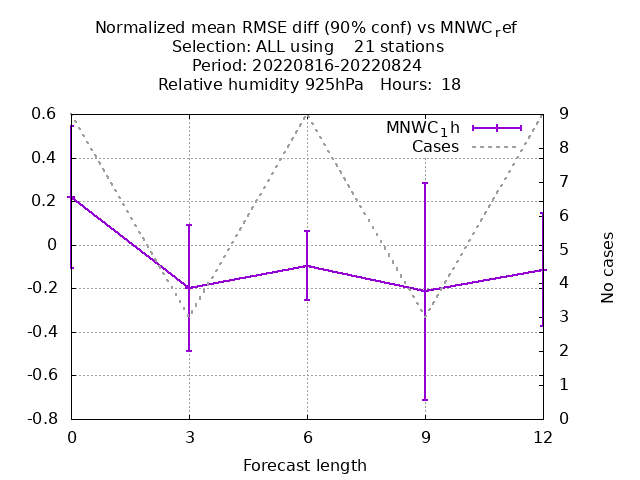 Normalized mean RMSE diff (90% conf) vs MNWC_ref
Selection: ALL using    21 stations
Period: 20220816-20220824
Relative humidity 925hPa   Hours:  18
MNWC_1h
Cases
0.6
0.4
0.2
0
-0.2
-0.4
-0.6
-0.8
9
8
7
6
5
4
3
2
1
0
No cases
0 3 6 9 12
Forecast length